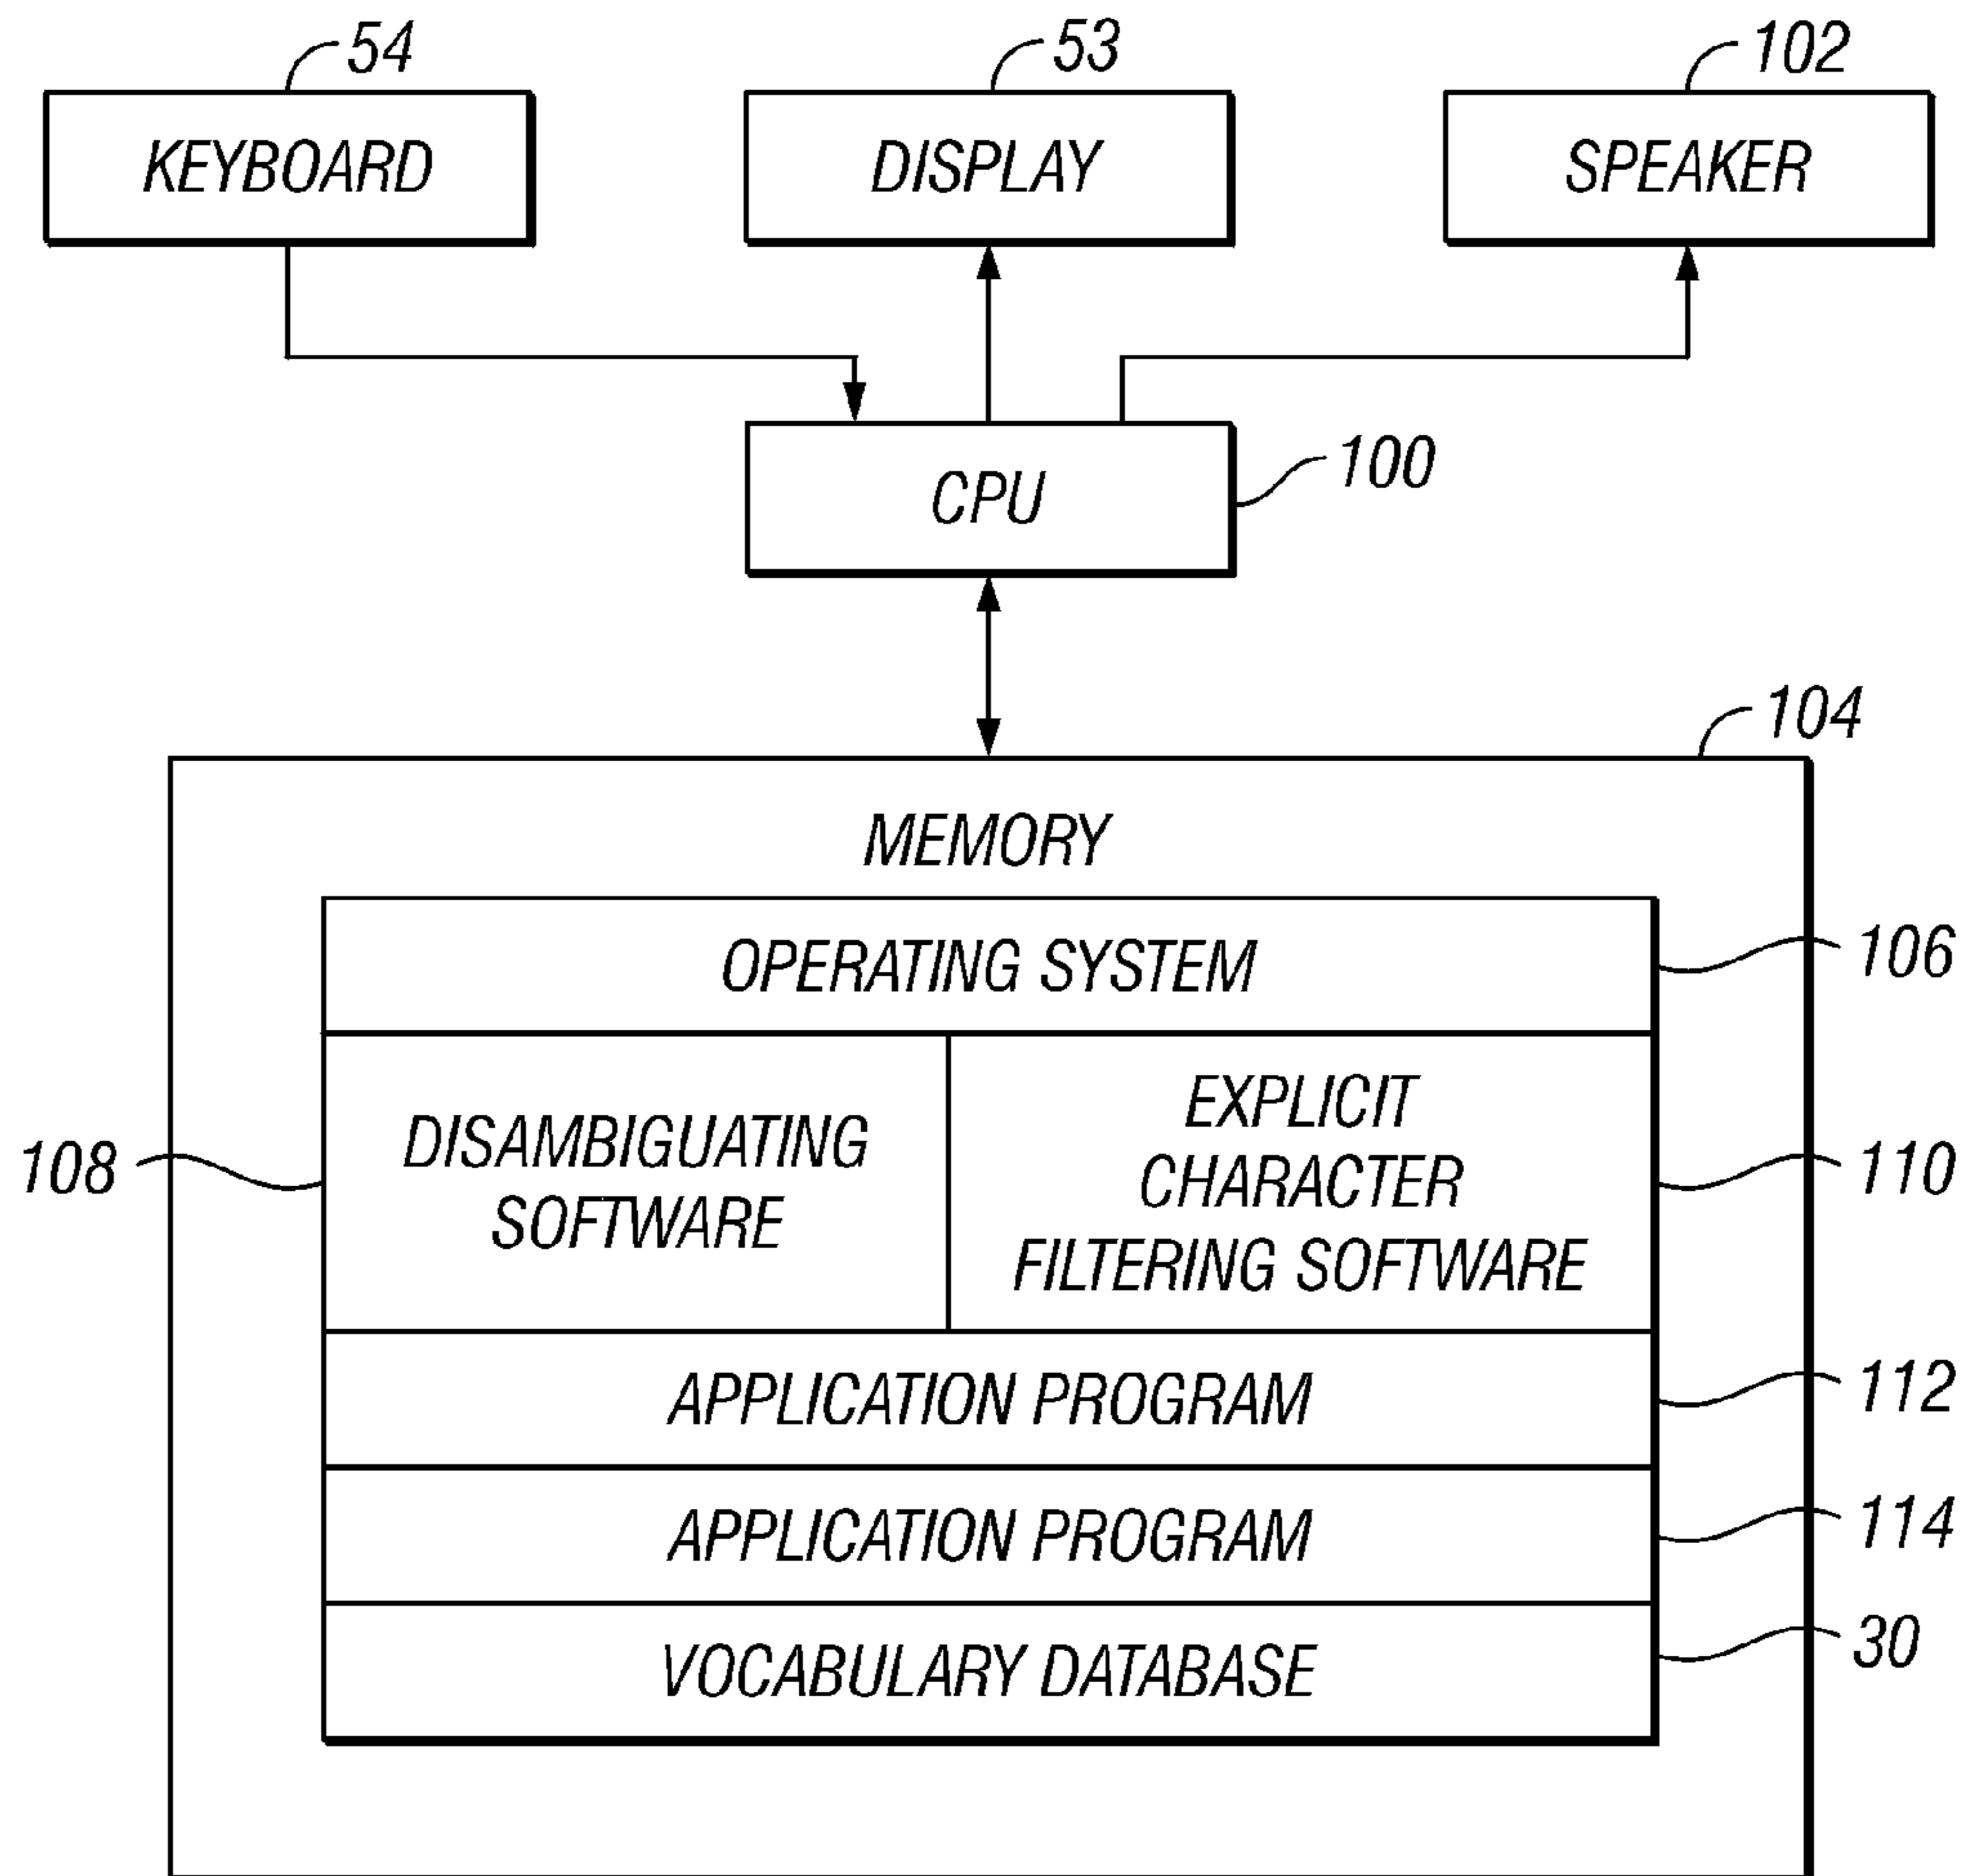 54
53
102
KEYBOARD
DISPLAY
SPEAKER
CPU
100
104
MEMORY
OPERATING SYSTEM
106
108
DISAMBIGUATING
SOFTWARE
EXPLICIT
CHARACTER
FILTERING SOFTWARE
110
APPLICATION PROGRAM
112
APPLICATION PROGRAM
114
VOCABULARY DATABASE
30